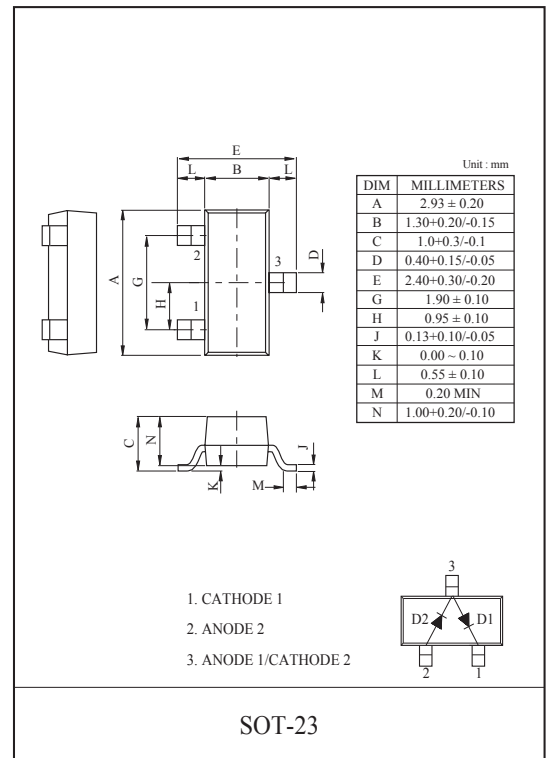 E
L B L
2
3
D
A
G
H
1
Unit : mm
DIM MILLIMETERS
A 2.93 ± 0.20
B 1.30+0.20/-0.15
C 1.0+0.3/-0.1
D 0.40+0.15/-0.05
E 2.40+0.30/-0.20
G 1.90 ± 0.10
H 0.95 ± 0.10
J 0.13+0.10/-0.05
K 0.00 ~ 0.10
L 0.55 ± 0.10
M 0.20 MIN
N 1.00+0.20/-0.10
C
N
K
M
J
1. CATHODE 1
2. ANODE 2
3. ANODE 1/CATHODE 2
3
D2 D1
2 1
SOT-23